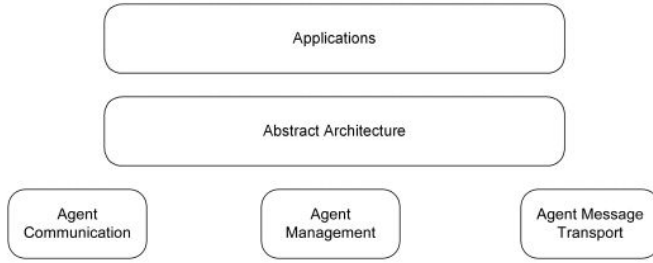 Applications
Abstract Architecture
Agent
Communication
Agent
Management
Agent Message
Transport